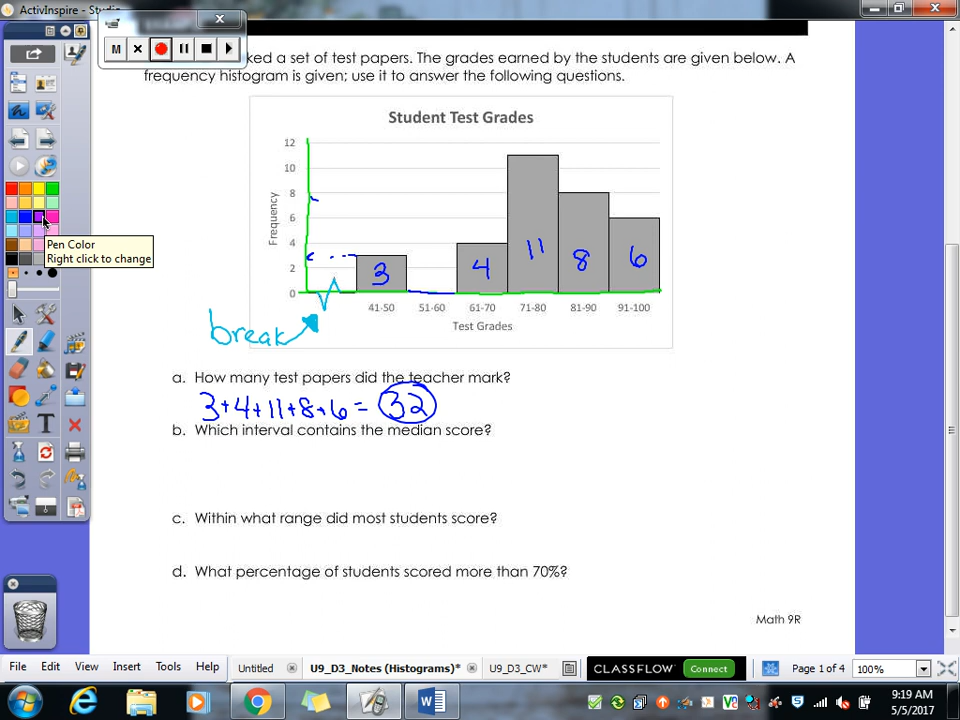 ActivInspire - Studio
M
ked a set of test papers. The grades earned by the students are given below. A
frequency histogram is given; use it to answer the following questions.
Student Test Grades
12
10
8
6
4
2
0
Frequency
3
4
11
8
6
41-50 51-60 61-70 71-80 81-90 91-100
Test Grades
break
Pen Color
Right click to change
a. How many test papers did the teacher mark?
3+4+11+8+6 = 32
b. Which interval contains the median score?
c. Within what range did most students score?
d. What percentage of students scored more than 70%?
Math 9R
File Edit View Insert Tools Help
Untitled
U9_D3_Notes (Histograms)*
U9_D3_CW*
CLASSFLOW Connect
Page 1 of 4
100%
9:19 AM
5/5/2017